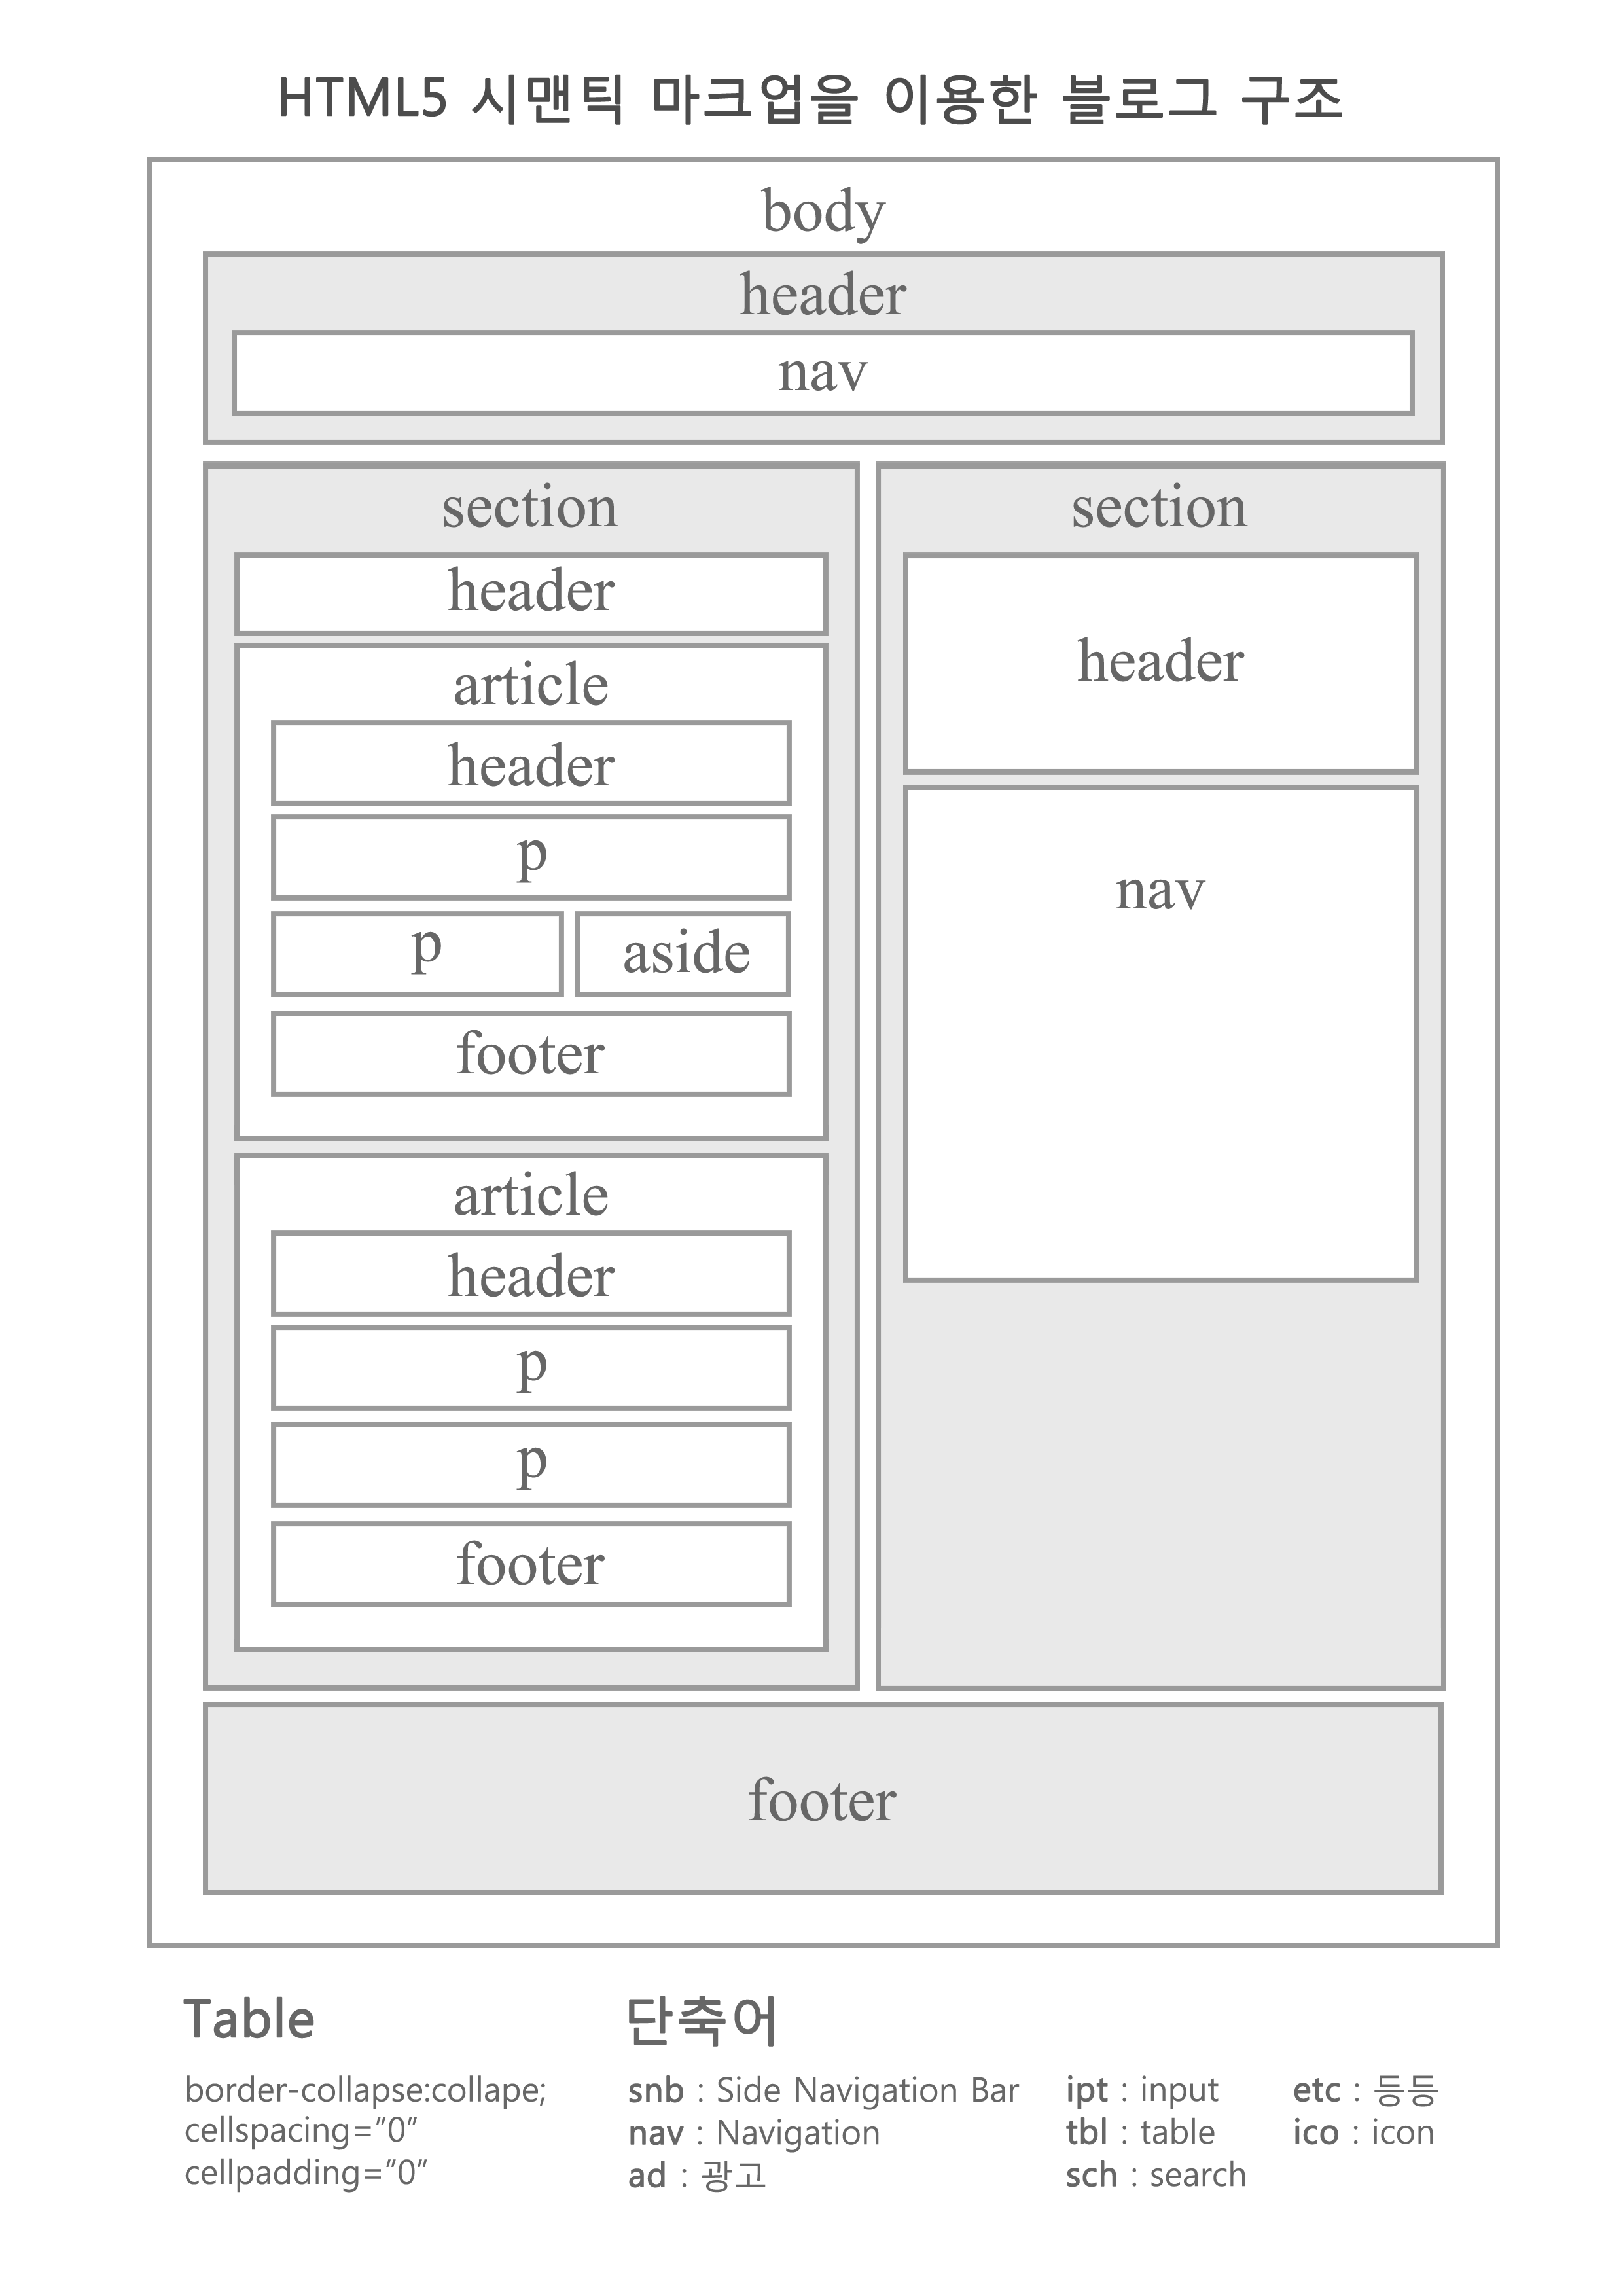 HTML5 시맨틱 마크업을 이용한 블로그 구조
body
header
nav
section
header
article
header
p
p
aside
footer
article
header
p
p
footer
section
header
nav
footer
Table
border-collapse:collape;
cellspacing="0"
cellpadding="0"
단축어
snb : Side Navigation Bar
nav : Navigation
ad : 광고
ipt : input
tbl : table
sch : search
etc : 등등
ico : icon